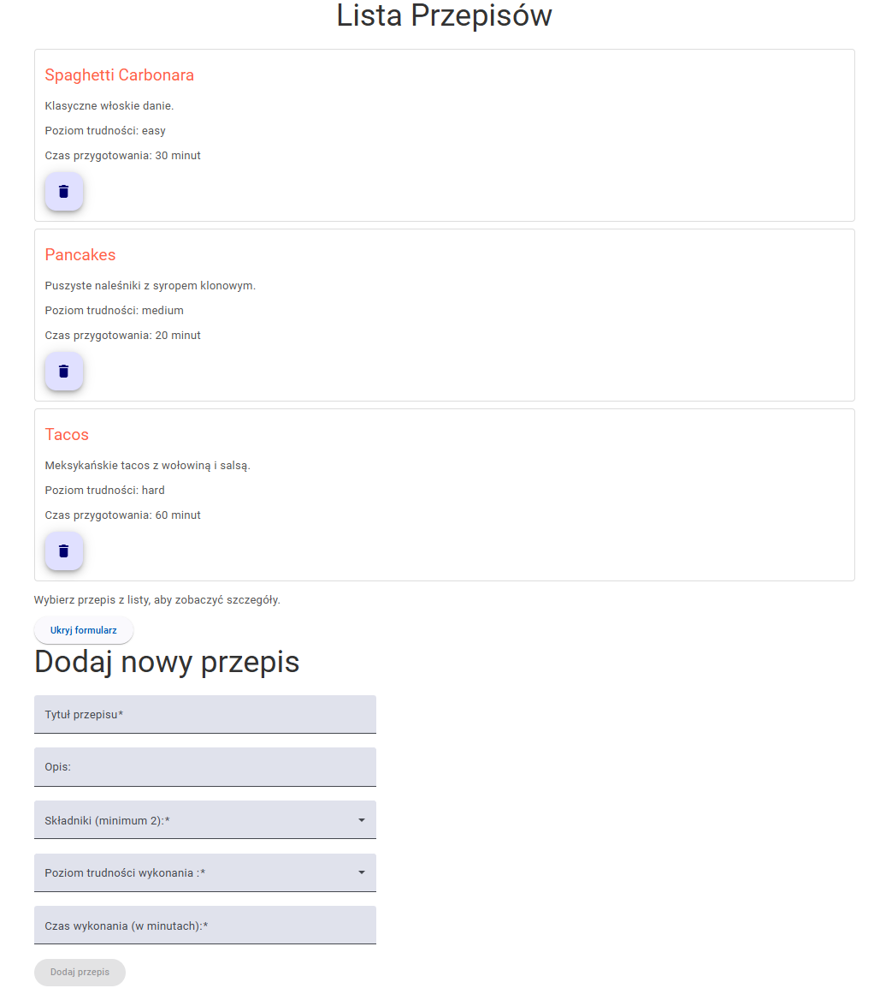 Lista Przepisów
Spaghetti Carbonara
Klasyczne włoskie danie.
Poziom trudności: easy
Czas przygotowania: 30 minut
Pancakes
Puszyste naleśniki z syropem klonowym.
Poziom trudności: medium
Czas przygotowania: 20 minut
Tacos
Meksykańskie tacos z wołowiną i salsą.
Poziom trudności: hard
Czas przygotowania: 60 minut
Wybierz przepis z listy, aby zobaczyć szczegóły.
Ukryj formularz
Dodaj nowy przepis
Tytuł przepisu*
Opis:
Składniki (minimum 2):*
Poziom trudności wykonania :*
Czas wykonania (w minutach):*
Dodaj przepis